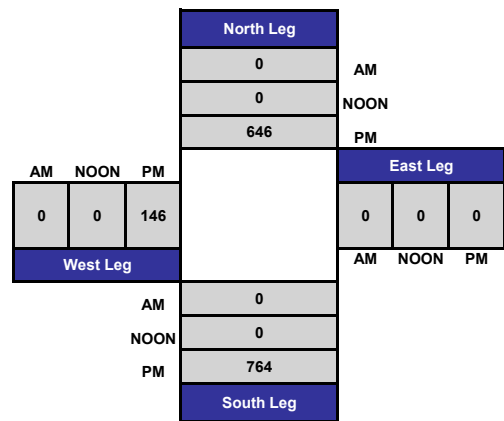 North Leg
0 AM
0 NOON
646 PM
AM NOON PM East Leg
0 0 146 0 0 0
West Leg AM NOON PM
AM 0
NOON 0
PM 764
South Leg